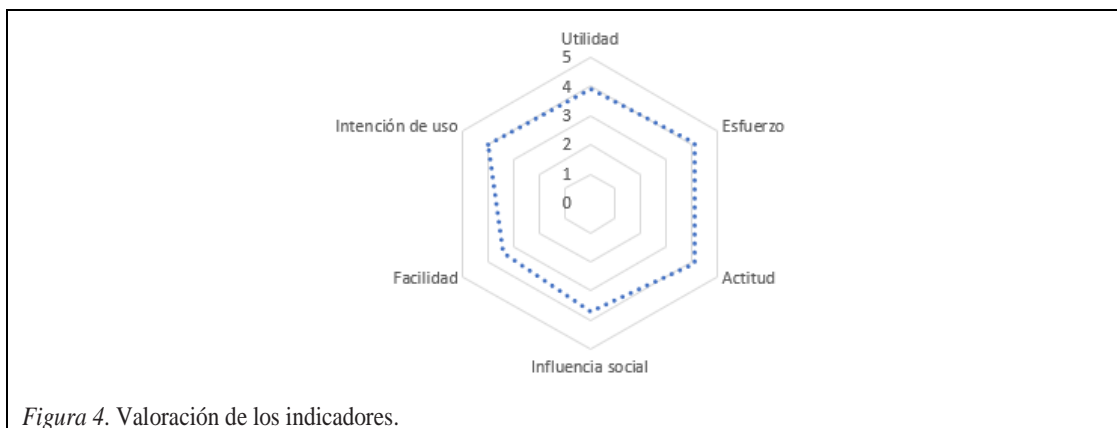 Utilidad
5
4
Intención de uso
Esfuerzo
3
2
1
0
Facilidad
Actitud
Influencia social
Figura 4. Valoración de los indicadores.